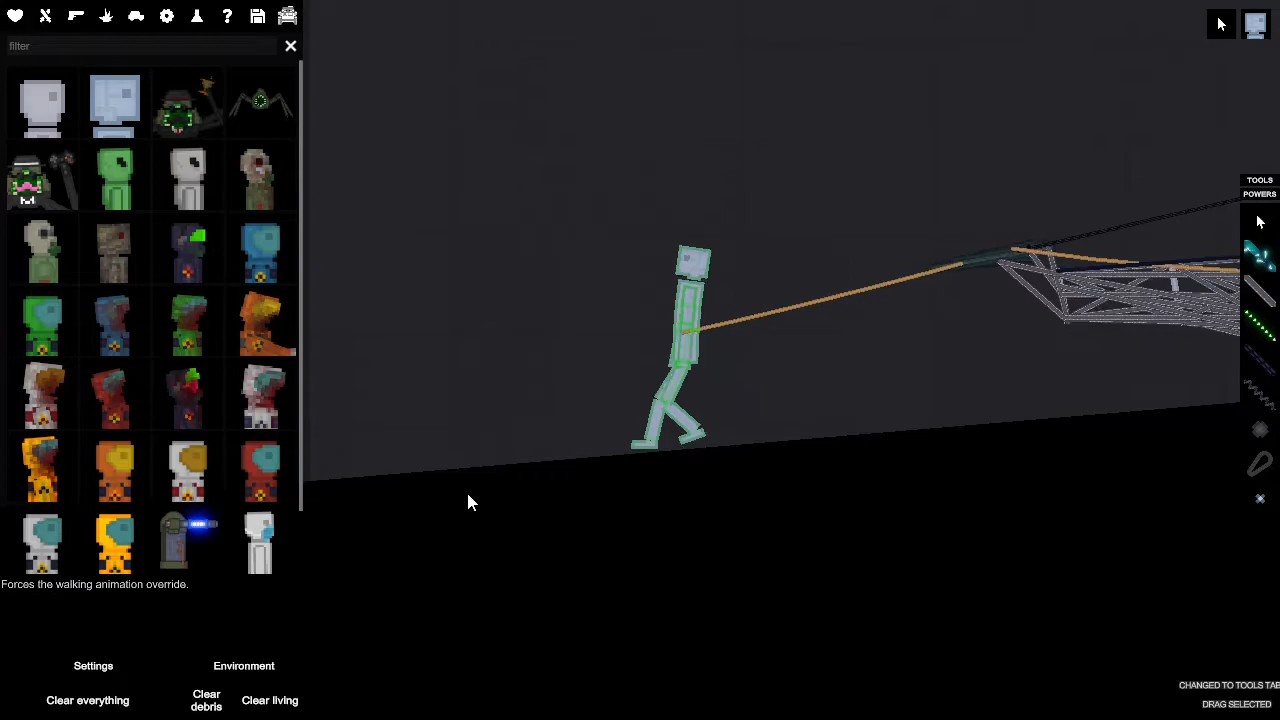 ?
filter
TOOLS
POWERS
Forces the walking animation override.
Settings
Environment
Clear everything
Clear
debris
Clear living
CHANGED TO TOOLS TAB
DRAG SELECTED